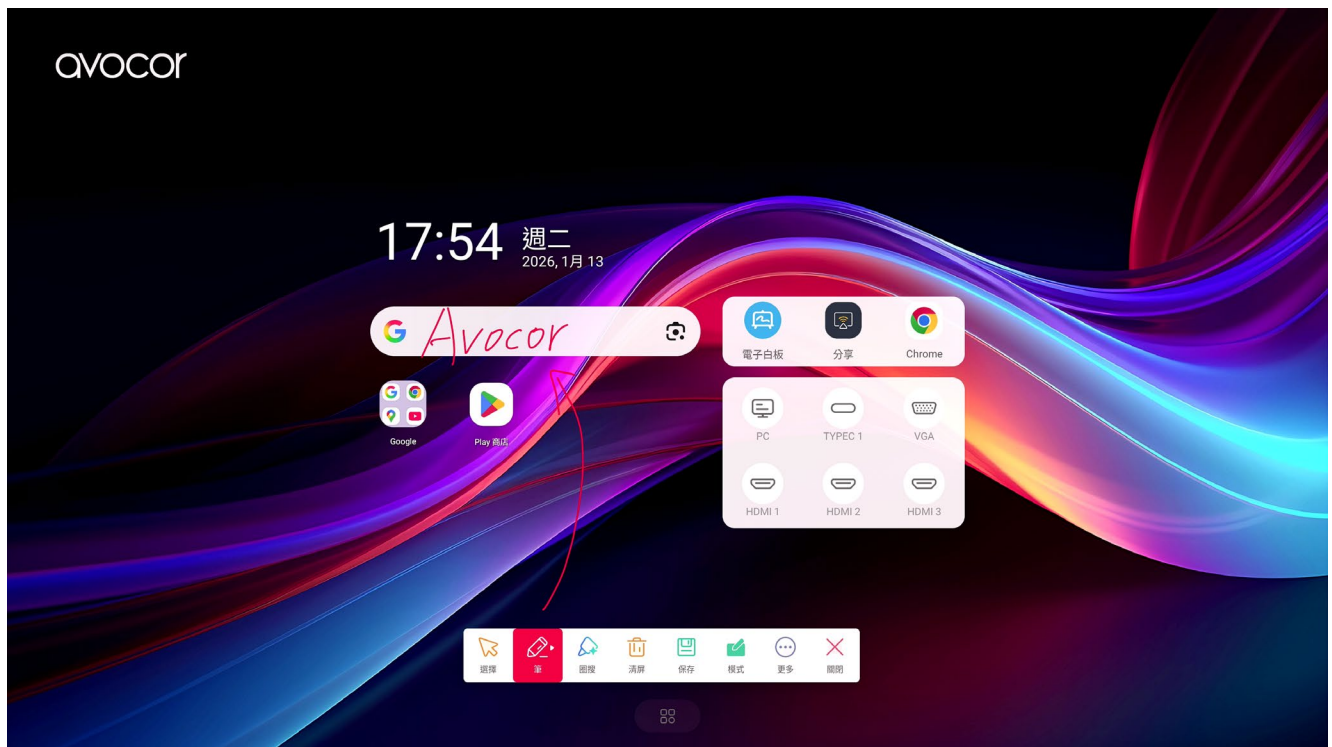 avocor
17:54
週二
2026, 1月 13
Avocor
電子白板
分享
Chrome
Google
Play 商店
PC
TYPEC 1
VGA
HDMI 1
HDMI 2
HDMI 3
選擇
筆
圈搜
清屏
保存
模式
更多
關閉